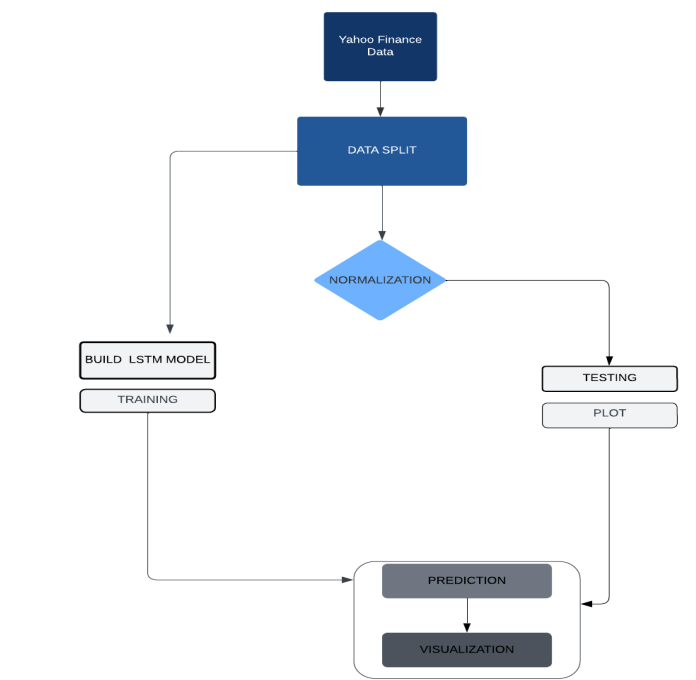 Yahoo Finance
Data
DATA SPLIT
NORMALIZATION
BUILD LSTM MODEL
TRAINING
TESTING
PLOT
PREDICTION
VISUALIZATION